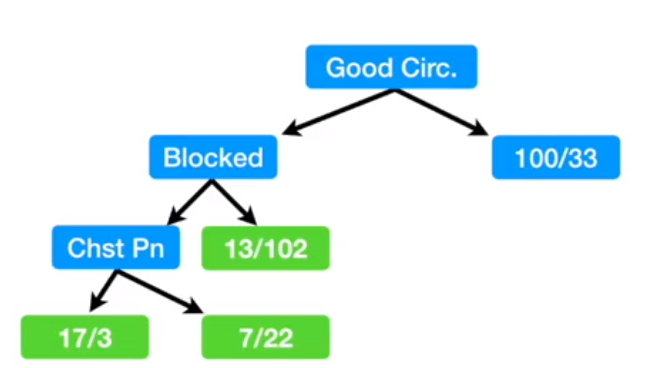 Good Circ.
Blocked
100/33
Chst Pn
13/102
17/3
7/22